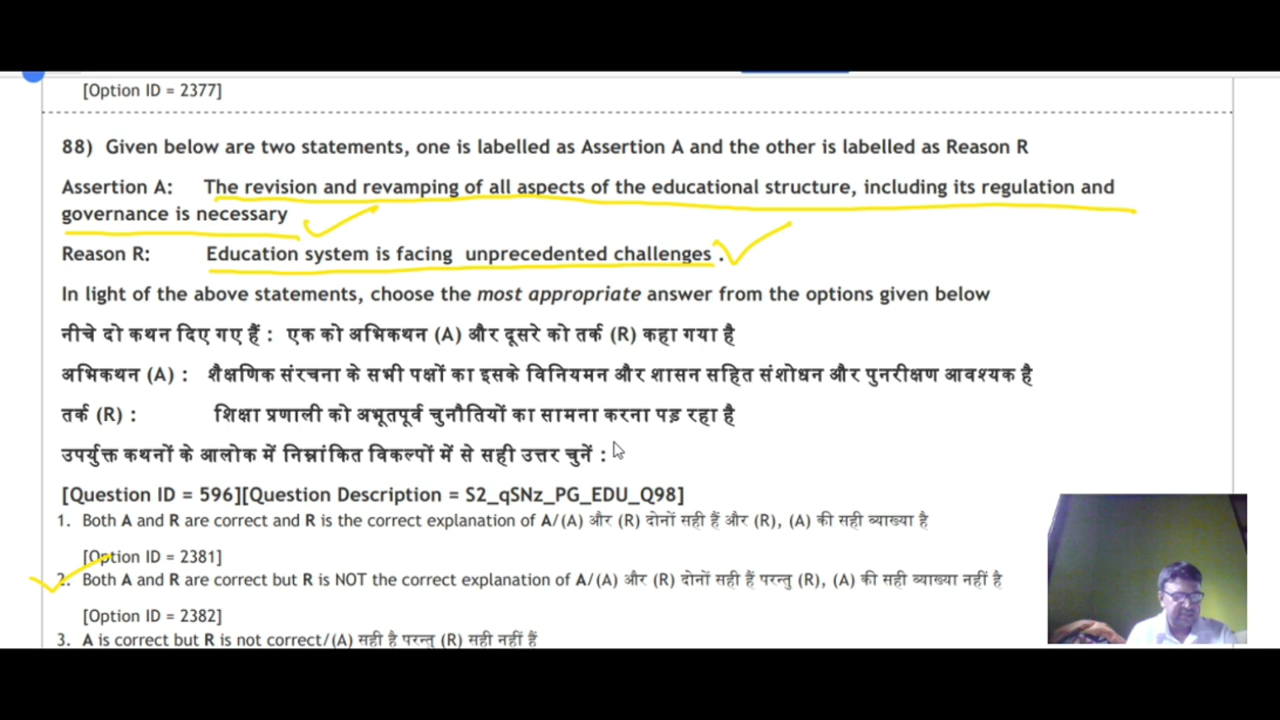 [Option ID = 2377]
88) Given below are two statements, one is labelled as Assertion A and the other is labelled as Reason R
Assertion A: The revision and revamping of all aspects of the educational structure, including its regulation and
governance is necessary
Reason R: Education system is facing unprecedented challenges .
In light of the above statements, choose the most appropriate answer from the options given below
नीचे दो कथन दिए गए हैं : एक को अभिकथन (A) और दूसरे को तर्क (R) कहा गया है
अभिकथन (A) : शैक्षणिक संरचना के सभी पक्षों का इसके विनियमन और शासन सहित संशोधन और पुनरीक्षण आवश्यक है
तर्क (R) : शिक्षा प्रणाली को अभूतपूर्व चुनौतियों का सामना करना पड़ रहा है
उपर्युक्त कथनों के आलोक में निम्नांकित विकल्पों में से सही उत्तर चुनें :
[Question ID = 596][Question Description = S2_qSNz_PG_EDU_Q98]
1. Both A and R are correct and R is the correct explanation of A/(A) और (R) दोनों सही हैं और (R), (A) की सही व्याख्या है
[Option ID = 2381]
2. Both A and R are correct but R is NOT the correct explanation of A/(A) और (R) दोनों सही हैं परन्तु (R), (A) की सही व्याख्या नहीं है
[Option ID = 2382]
3. A is correct but R is not correct/(A) सही है परन्तु (R) सही नहीं हैं